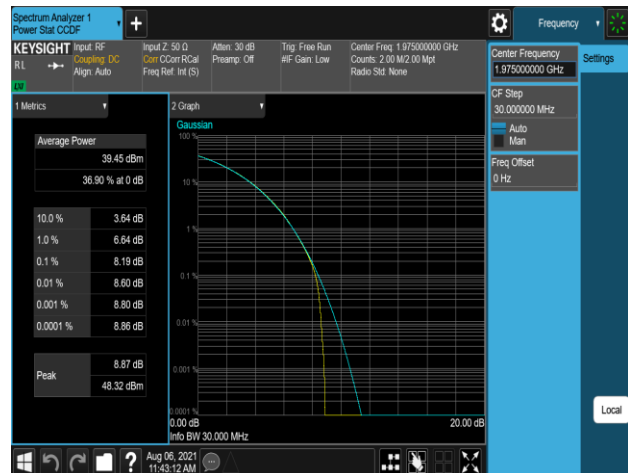 Spectrum Analyzer 1
Power Stat CCDF
Frequency
KEYSIGHT
RL
Input: RF
Coupling: DC
Align: Auto
Input Z: 50 Ω
Corr CCorr RCal
Freq Ref: Int (S)
Atten: 30 dB
Preamp: Off
Trig: Free Run
#IF Gain: Low
Center Freq: 1.975000000 GHz
Counts: 2.00 M/2.00 Mpt
Radio Std: None
Center Frequency
1.975000000 GHz
Settings
CF Step
30.000000 MHz
Auto
Man
Freq Offset
0 Hz
Local
1 Metrics
Average Power
39.45 dBm
36.90 % at 0 dB
10.0 % 3.64 dB
1.0 % 6.64 dB
0.1 % 8.19 dB
0.01 % 8.60 dB
0.001 % 8.80 dB
0.0001 % 8.86 dB
Peak
8.87 dB
48.32 dBm
2 Graph
Gaussian
100 %
10 %
1 %
0.1 %
0.01 %
0.001 %
0.0001 %
0.00 dB 20.00 dB
Info BW 30.000 MHz
?
Aug 06, 2021
11:43:12 AM